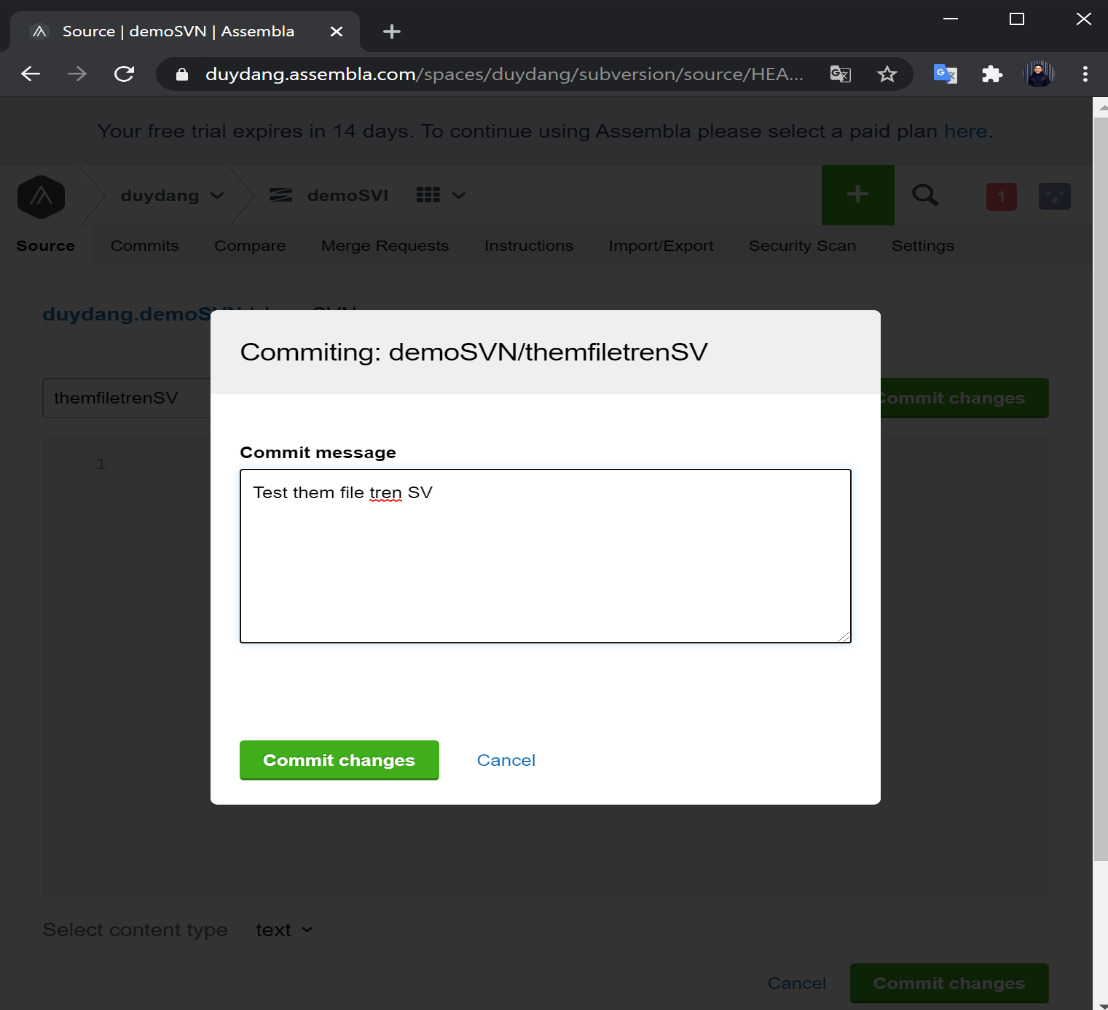 Source | demoSVN | Assembla
duydang.assembla.com/spaces/duydang/subversion/source/HEA...
Your free trial expires in 14 days. To continue using Assembla please select a paid plan here.
duydang demoSVI 1
Source Commits Compare Merge Requests Instructions Import/Export Security Scan Settings
duydang.demoSVN/demoSVN
Commiting: demoSVN/themfiletrenSV
themfiletrenSV Commit changes
Commit message
1
Test them file tren SV
Commit changes Cancel
Select content type text
Cancel Commit changes